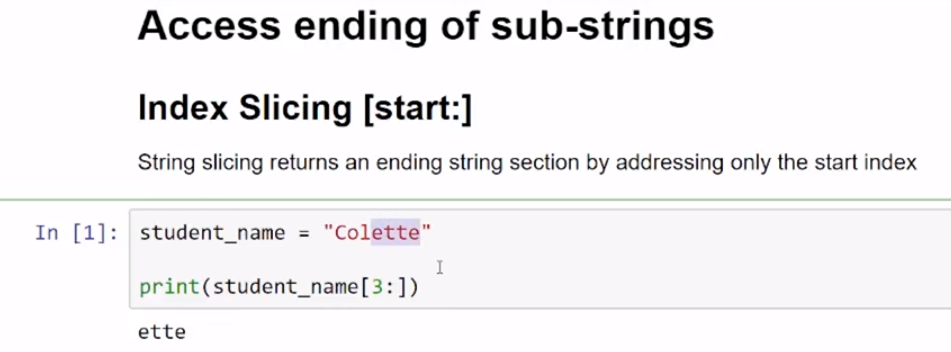 Access ending of sub-strings
Index Slicing [start:]
String slicing returns an ending string section by addressing only the start index
In [1]: student_name = "Colette"
print(student_name[3:])
ette